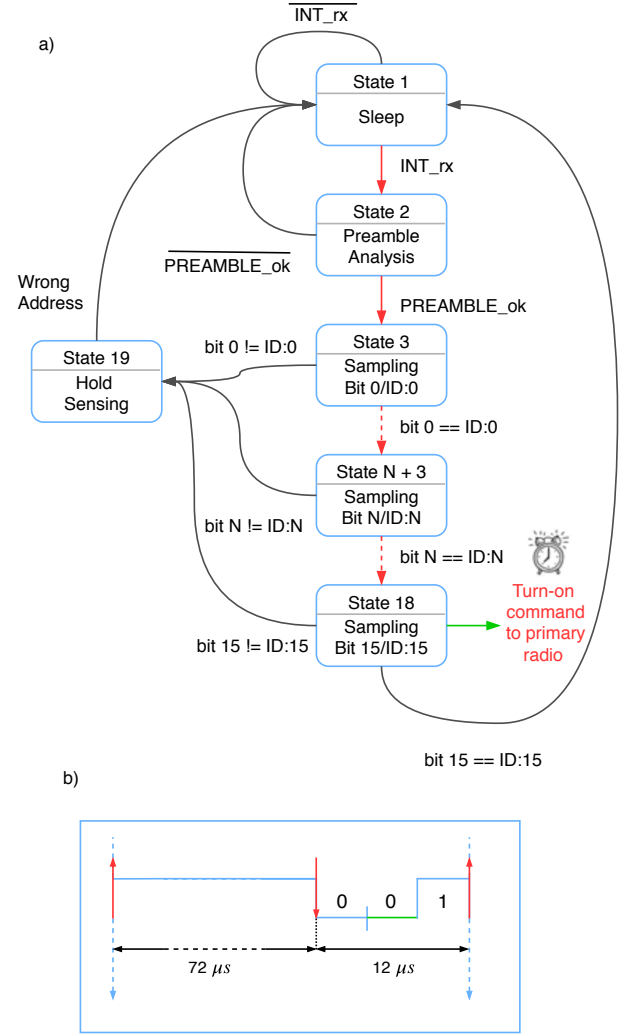 INT_rx
a)
State 1
Sleep
INT_rx
State 2
Preamble
Analysis
PREAMBLE_ok
PREAMBLE_ok
Wrong
Address
State 19
Hold
Sensing
bit 0 != ID:0
State 3
Sampling
Bit 0/ID:0
bit 0 == ID:0
State N + 3
Sampling
Bit N/ID:N
bit N != ID:N
bit N == ID:N
State 18
Sampling
Bit 15/ID:15
bit 15 != ID:15
Turn-on
command
to primary
radio
bit 15 == ID:15
b)
0 0 1
72 μs
12 μs